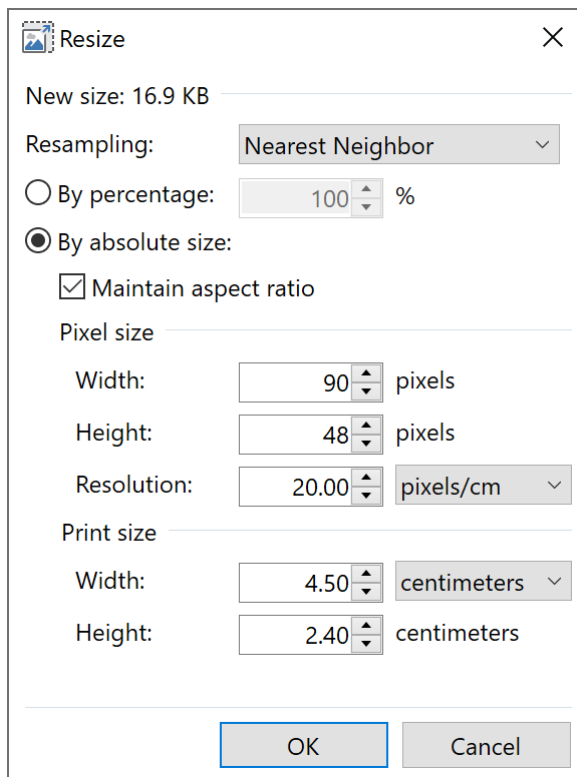 Resize
New size: 16.9 KB
Resampling: Nearest Neighbor
By percentage: 100 %
By absolute size:
Maintain aspect ratio
Pixel size
Width: 90 pixels
Height: 48 pixels
Resolution: 20.00 pixels/cm
Print size
Width: 4.50 centimeters
Height: 2.40 centimeters
OK Cancel